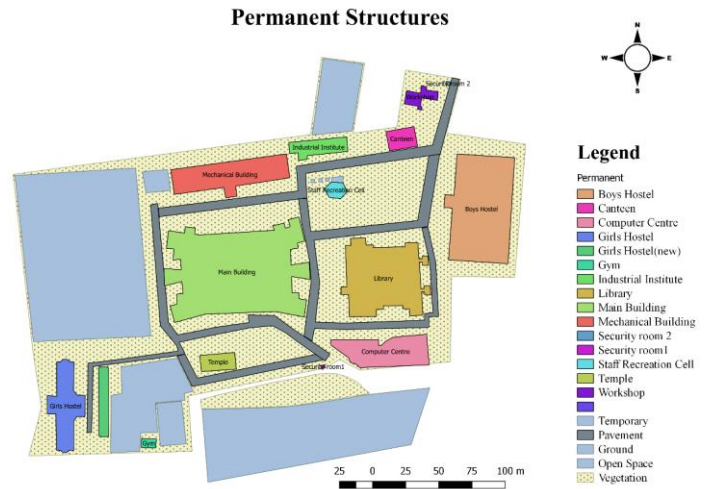 Permanent Structures
N
W E
S
Security Room 2
Workshop
Canteen
Industrial Institute
Mechanical Building
Staff Recreation Cell
Boys Hostel
Main Building
Library
Computer Centre
Temple
Security room1
Girls Hostel
Gym
Legend
Permanent
Boys Hostel
Canteen
Computer Centre
Girls Hostel
Girls Hostel(new)
Gym
Industrial Institute
Library
Main Building
Mechanical Building
Security room 2
Security room1
Staff Recreation Cell
Temple
Workshop
Temporary
Pavement
Ground
Open Space
Vegetation
25 0 25 50 75 100 m